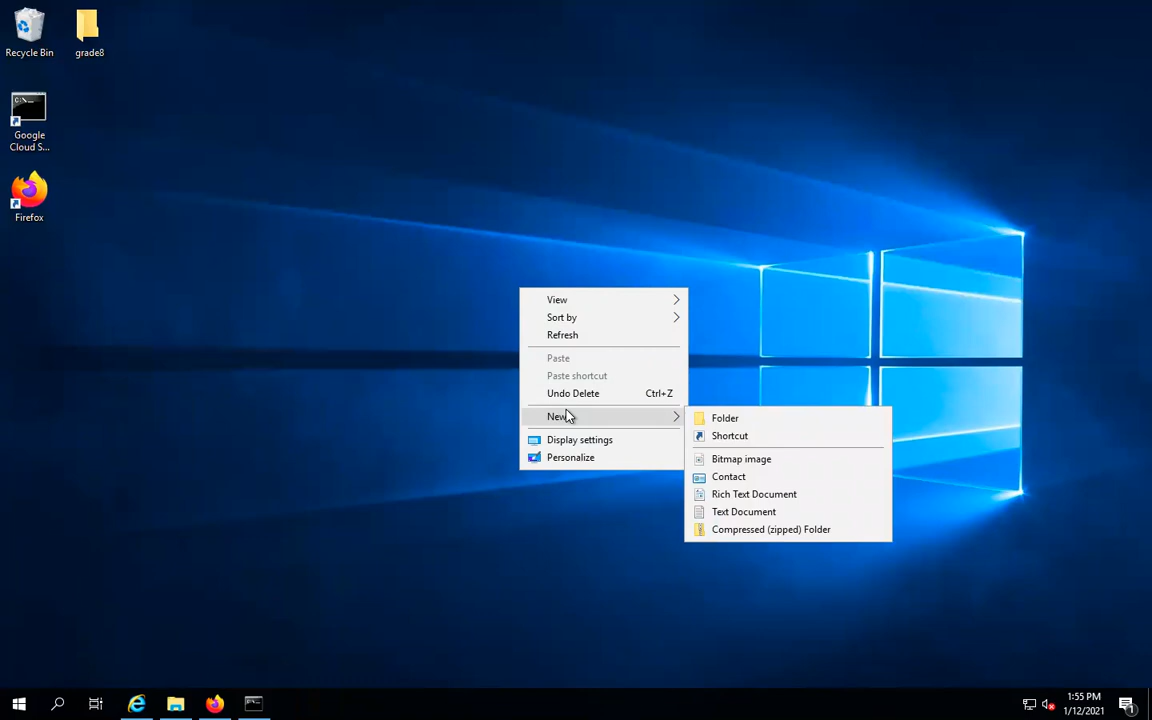 Recycle Bin
grade8
C:\_
Google
Cloud S...
Firefox
View
Sort by
Refresh
Paste
Paste shortcut
Undo Delete Ctrl+Z
New
Display settings
Personalize
Folder
Shortcut
Bitmap image
Contact
Rich Text Document
Text Document
Compressed (zipped) Folder
1:55 PM
1/12/2021
1